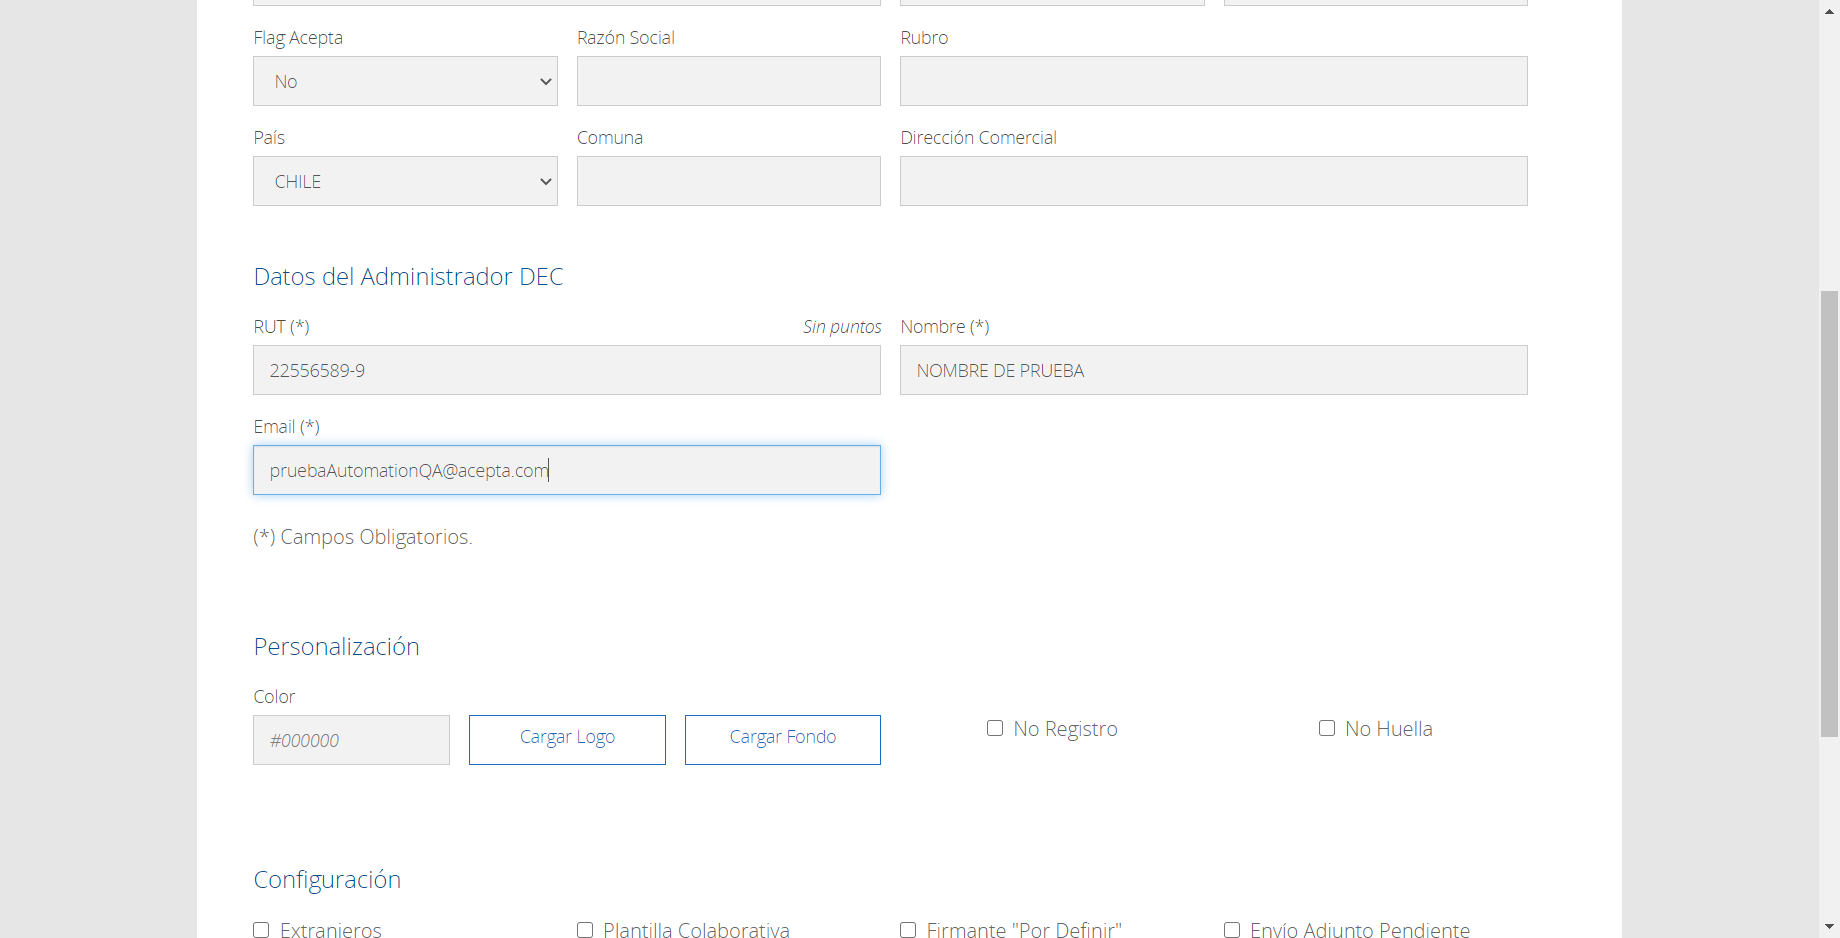 Flag Acepta Razón Social Rubro
No
País Comuna Dirección Comercial
CHILE
Datos del Administrador DEC
RUT (*) Sin puntos Nombre (*)
22556589-9 NOMBRE DE PRUEBA
Email (*)
pruebaAutomationQA@acepta.com
(*) Campos Obligatorios.
Personalización
Color
#000000 Cargar Logo Cargar Fondo No Registro No Huella
Configuración
Extranjeros Plantilla Colaborativa Firmante "Por Definir" Envío Adjunto Pendiente